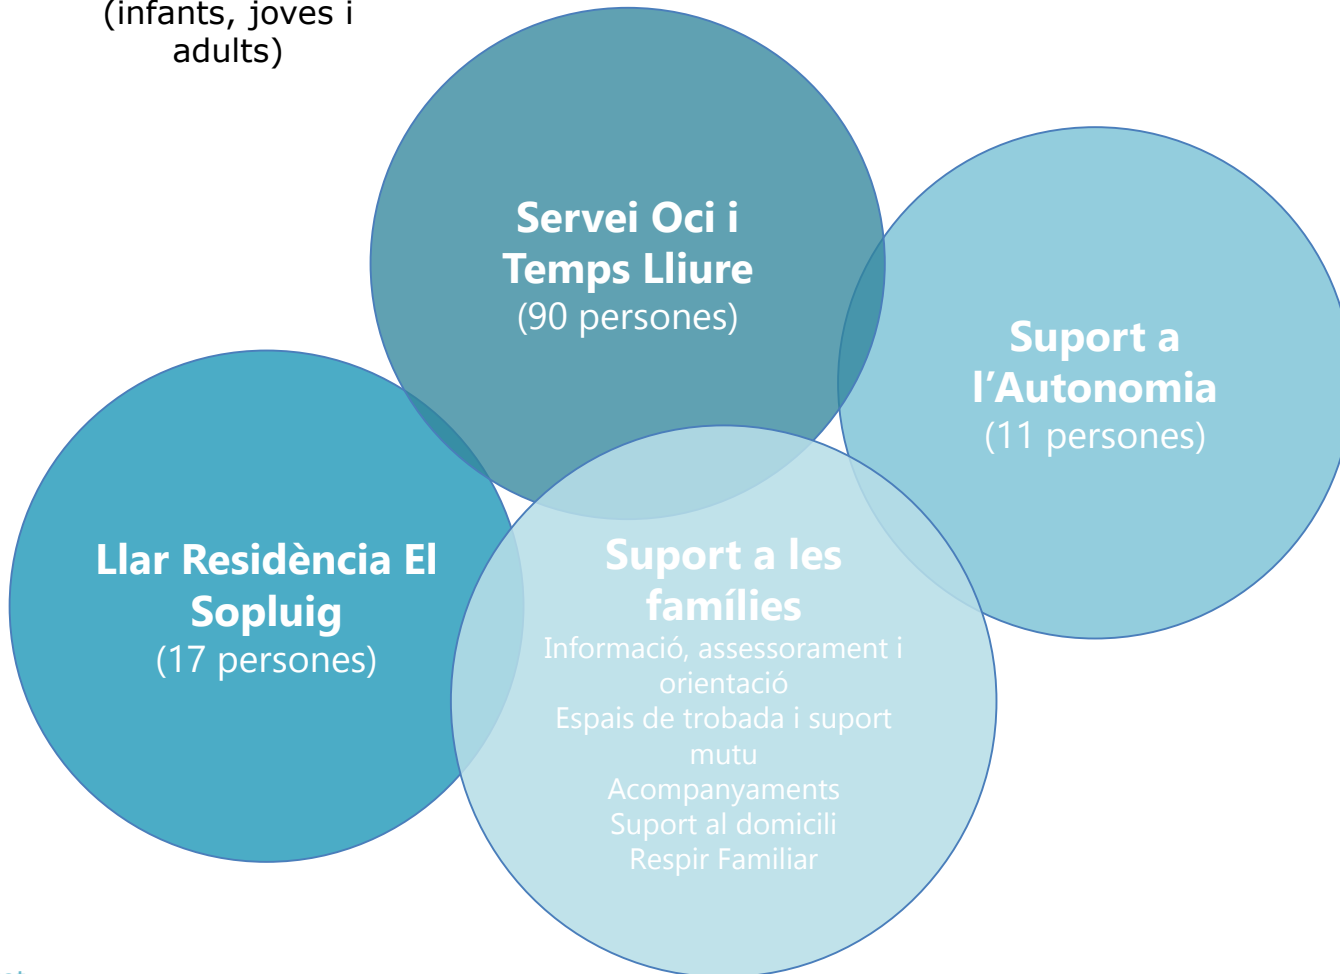 (infants, joves i
adults)
Servei Oci i
Temps Lliure
(90 persones)
Suport a
l’Autonomia
(11 persones)
Llar Residència El
Sopluig
(17 persones)
Suport a les
famílies
Informació, assessorament i
orientació
Espais de trobada i suport
mutu
Acompanyaments
Suport al domicili
Respir Familiar